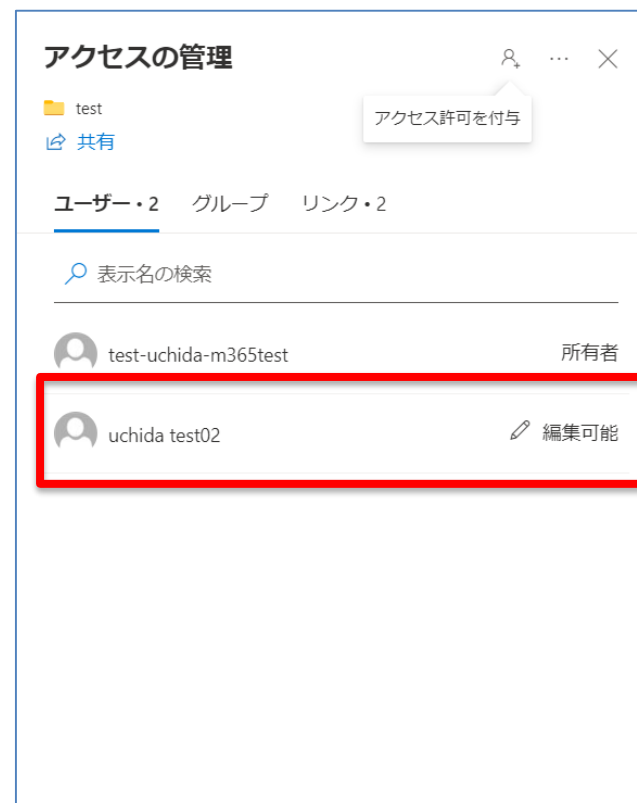 アクセスの管理
test
アクセス許可を付与
共有
ユーザー・2 グループ リンク・2
表示名の検索
test-uchida-m365test 所有者
uchida test02 編集可能